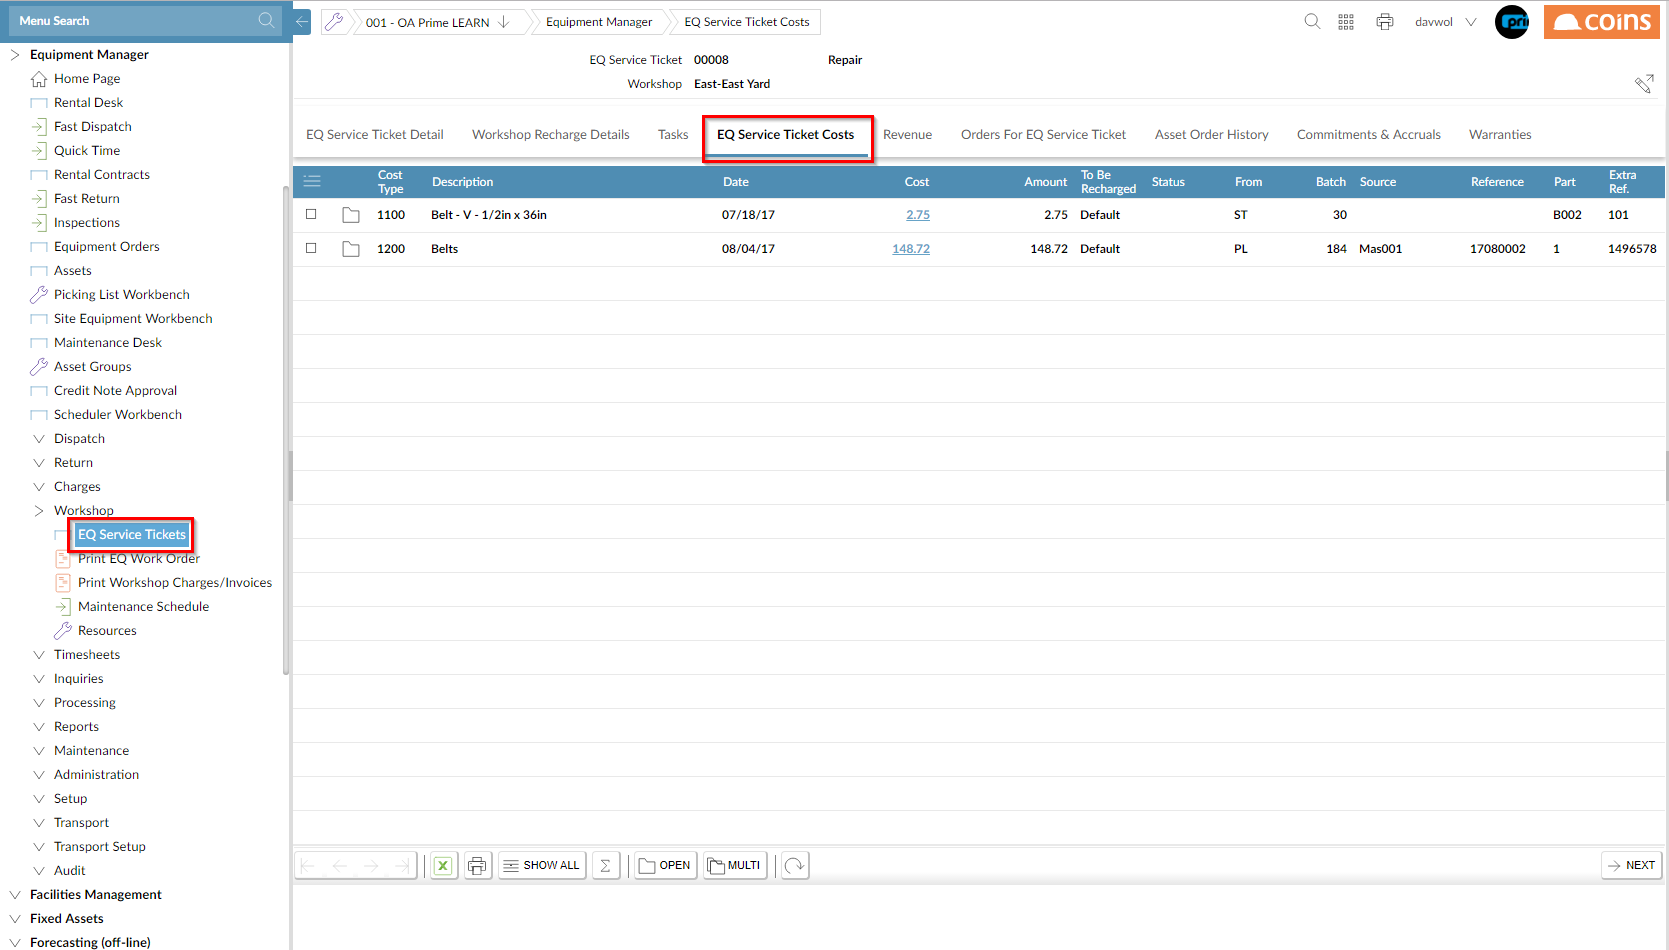 Menu Search
001 - OA Prime LEARN
Equipment Manager
EQ Service Ticket Costs
davwol
pri
coins
EQ Service Ticket 00008 Repair
Workshop East-East Yard
EQ Service Ticket Detail
Workshop Recharge Details
Tasks
EQ Service Ticket Costs
Revenue
Orders For EQ Service Ticket
Asset Order History
Commitments & Accruals
Warranties
Cost Type Description Date Cost Amount To Be Recharged Status From Batch Source Reference Part Extra Ref.
1100 Belt - V - 1/2in x 36in 07/18/17 2.75 2.75 Default ST 30 B002 101
1200 Belts 08/04/17 148.72 148.72 Default PL 184 Mas001 17080002 1 1496578
Equipment Manager
Home Page
Rental Desk
Fast Dispatch
Quick Time
Rental Contracts
Fast Return
Inspections
Equipment Orders
Assets
Picking List Workbench
Site Equipment Workbench
Maintenance Desk
Asset Groups
Credit Note Approval
Scheduler Workbench
Dispatch
Return
Charges
Workshop
EQ Service Tickets
Print EQ Work Order
Print Workshop Charges/Invoices
Maintenance Schedule
Resources
Timesheets
Inquiries
Processing
Reports
Maintenance
Administration
Setup
Transport
Transport Setup
Audit
Facilities Management
Fixed Assets
Forecasting (off-line)
X
SHOW ALL
Σ
OPEN
MULTI
NEXT